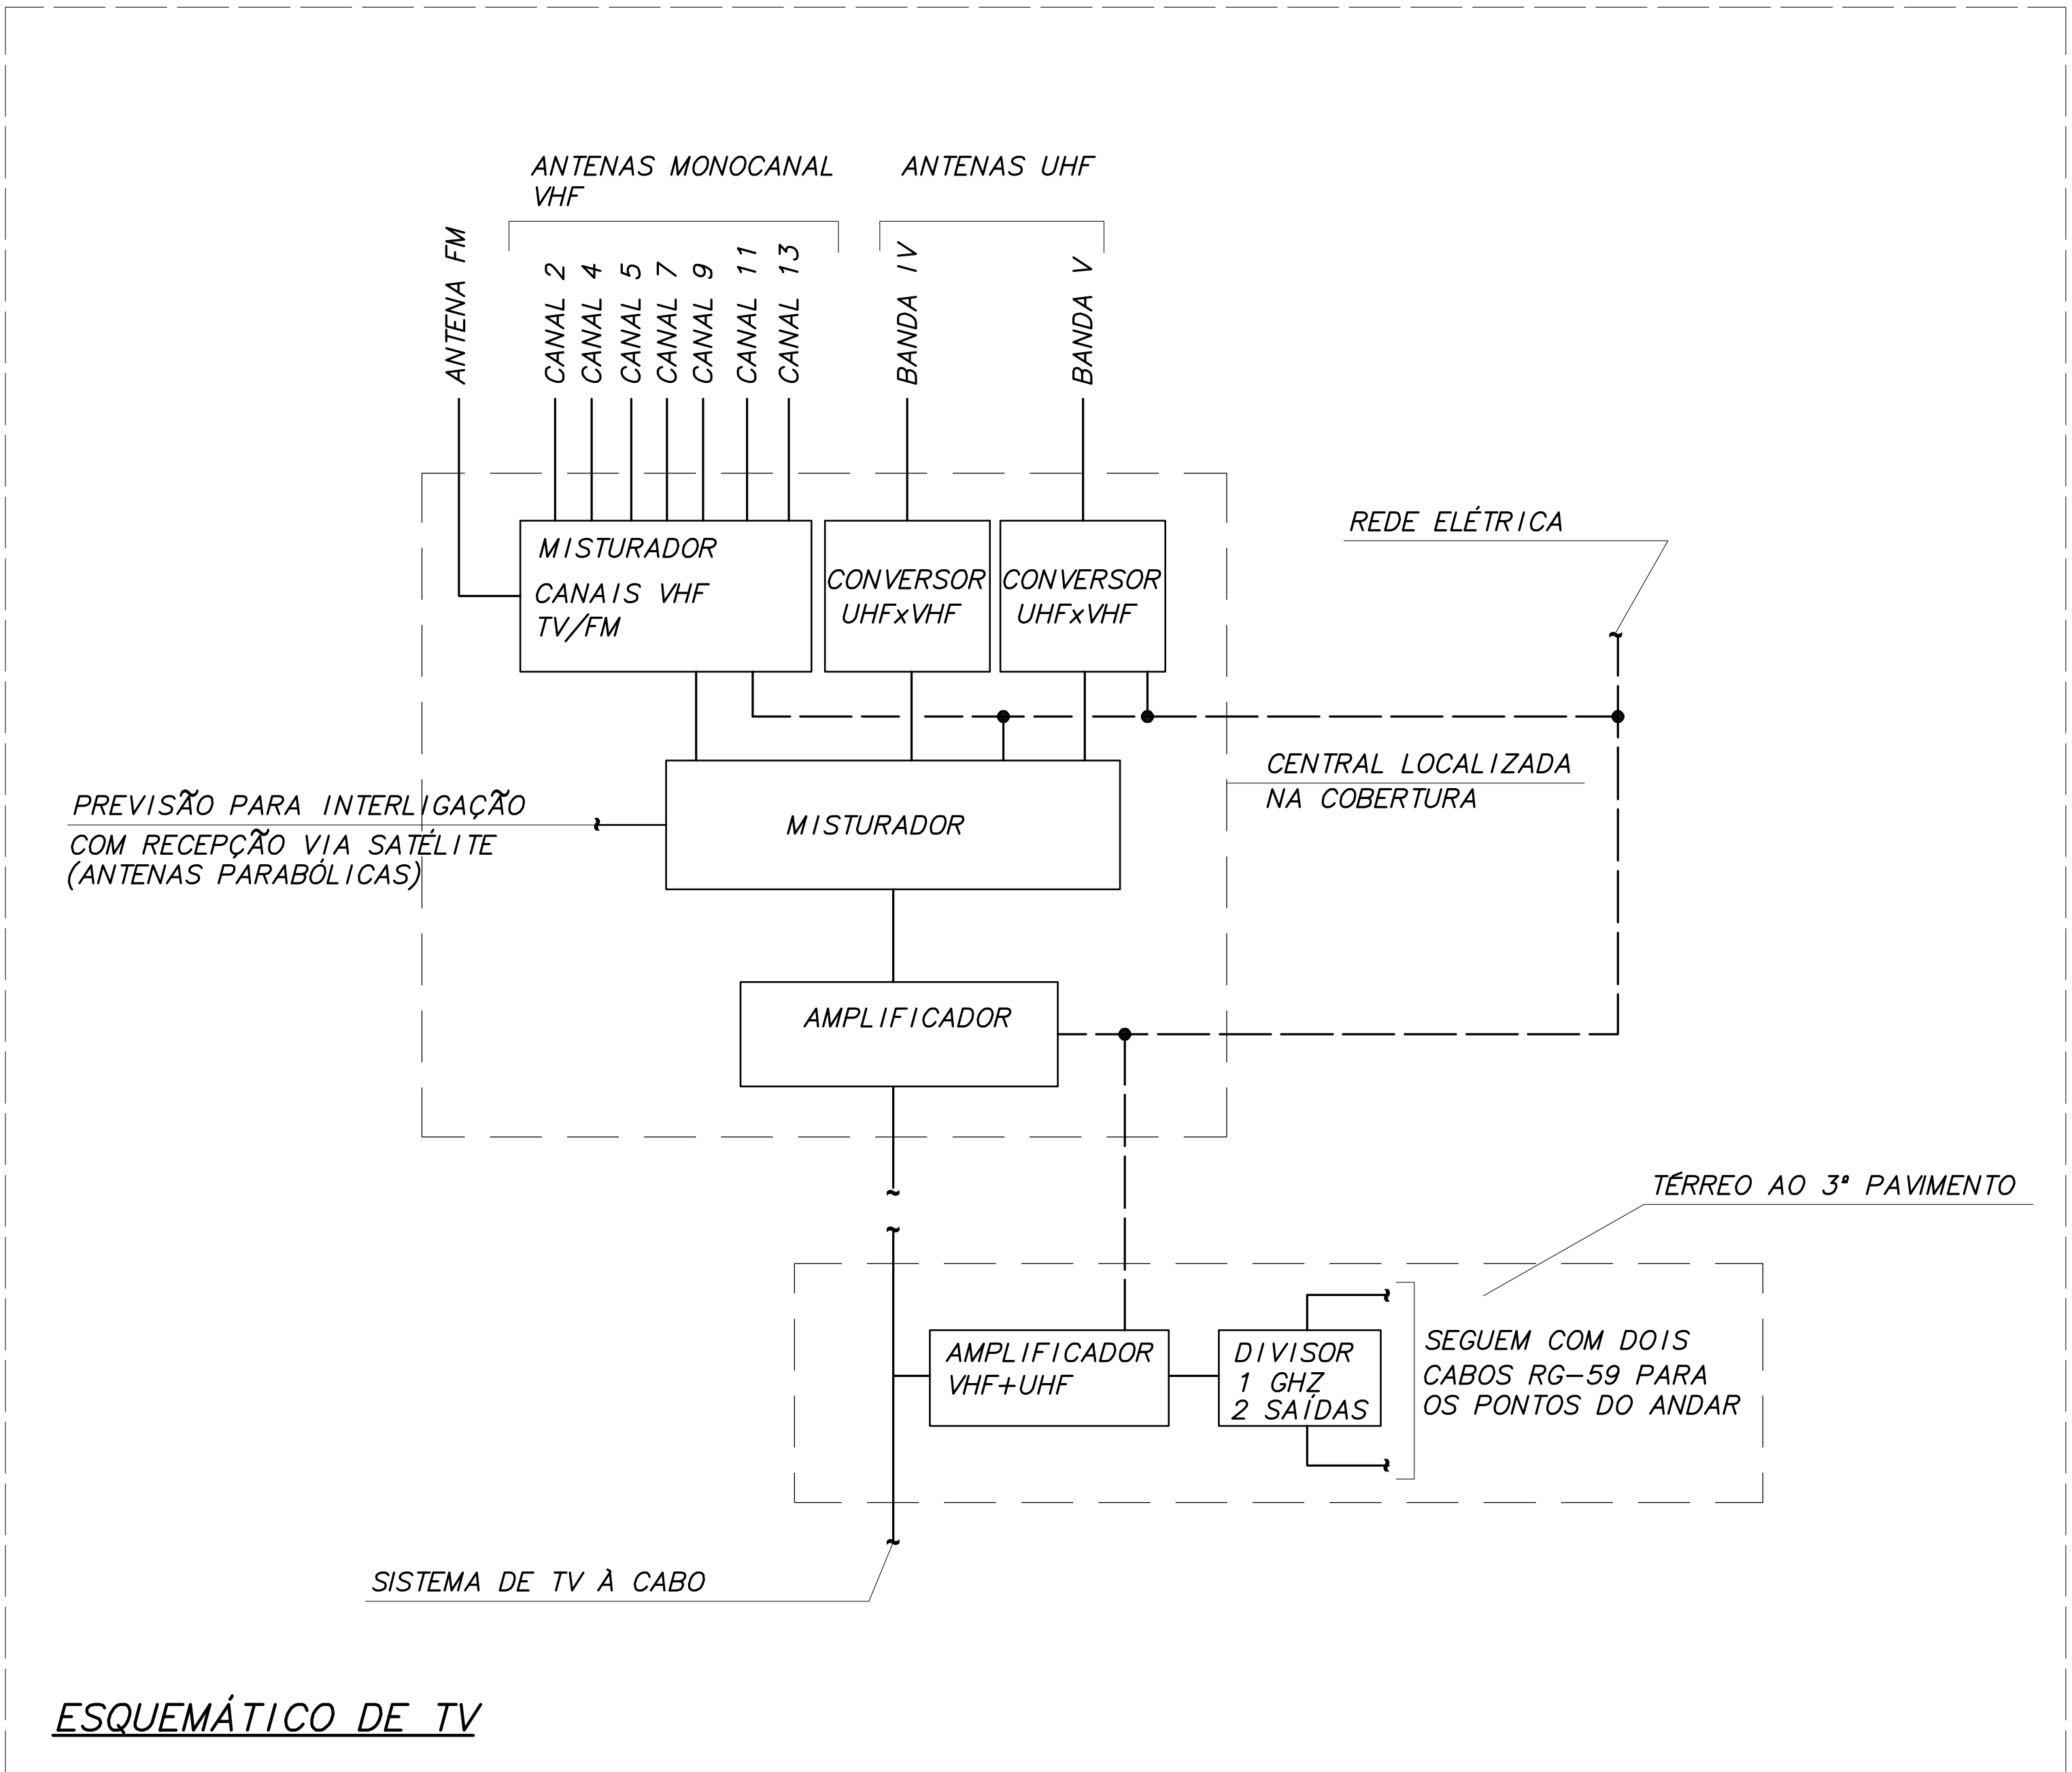 ANTENAS MONOCANAL
VHF
ANTENAS UHF
ANTENA FM
CANAL 2
CANAL 4
CANAL 5
CANAL 7
CANAL 9
CANAL 11
CANAL 13
BANDA IV
BANDA V
MISTURADOR
CANAIS VHF
TV/FM
CONVERSOR
UHFxVHF
CONVERSOR
UHFxVHF
REDE ELÉTRICA
CENTRAL LOCALIZADA
NA COBERTURA
PREVISÃO PARA INTERLIGAÇÃO
COM RECEPÇÃO VIA SATÉLITE
(ANTENAS PARABÓLICAS)
MISTURADOR
AMPLIFICADOR
TÉRREO AO 3ª PAVIMENTO
AMPLIFICADOR
VHF+UHF
DIVISOR
1 GHZ
2 SAÍDAS
SEGUEM COM DOIS
CABOS RG-59 PARA
OS PONTOS DO ANDAR
SISTEMA DE TV À CABO
ESQUEMÁTICO DE TV